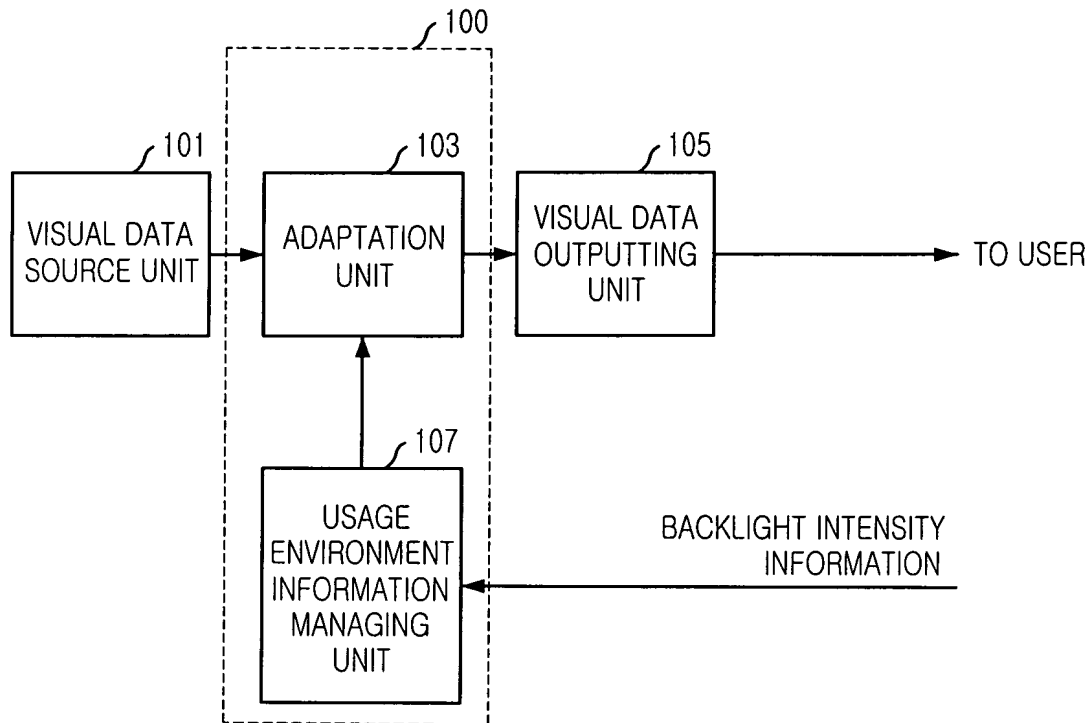 100
101
103
105
VISUAL DATA
SOURCE UNIT
ADAPTATION
UNIT
VISUAL DATA
OUTPUTTING
UNIT
TO USER
107
USAGE
ENVIRONMENT
INFORMATION
MANAGING
UNIT
BACKLIGHT INTENSITY
INFORMATION